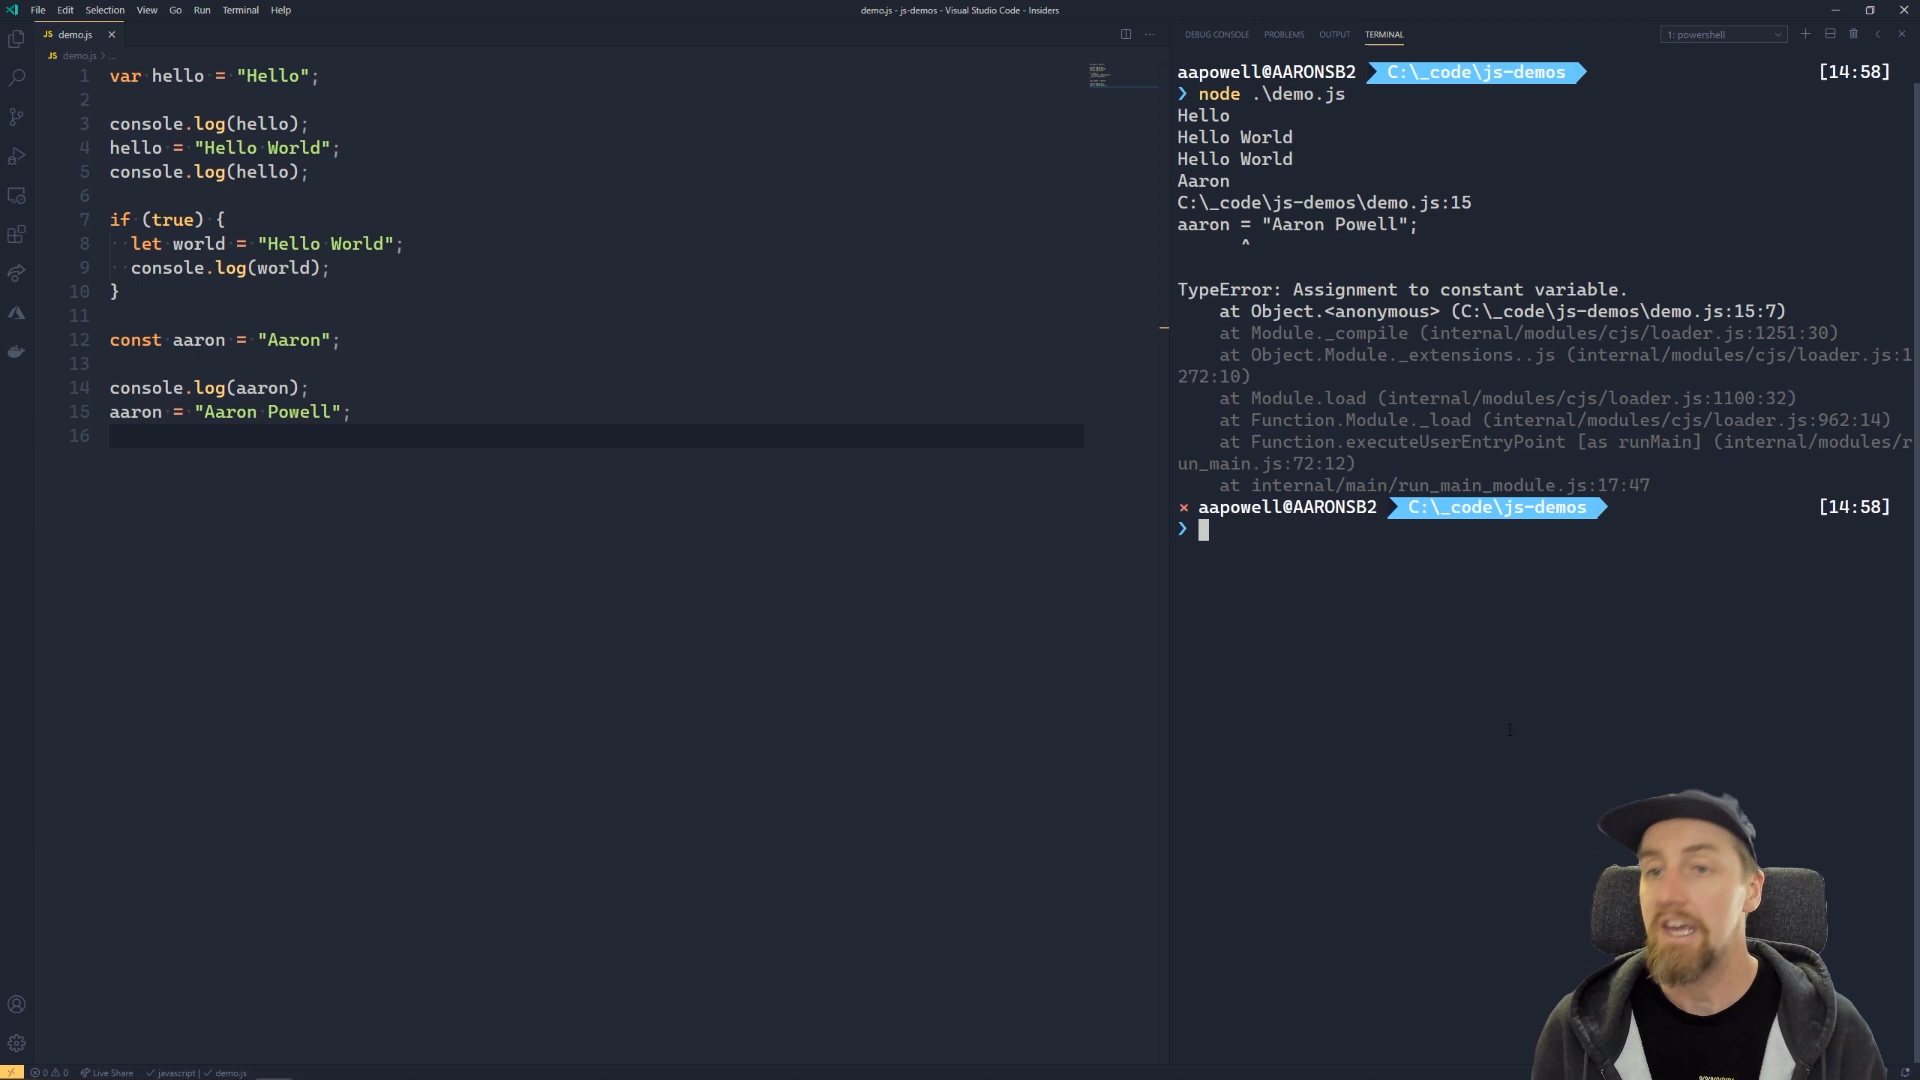 File Edit Selection View Go Run Terminal Help
demo.js - js-demos - Visual Studio Code - Insiders
JS demo.js
JS demo.js > ...
1 var hello = "Hello";
2
3 console.log(hello);
4 hello = "Hello World";
5 console.log(hello);
6
7 if (true) {
8 let world = "Hello World";
9 console.log(world);
10 }
11
12 const aaron = "Aaron";
13
14 console.log(aaron);
15 aaron = "Aaron Powell";
16
DEBUG CONSOLE PROBLEMS OUTPUT TERMINAL
1: powershell
aapowell@AARONSB2 C:\_code\js-demos [14:58]
❯ node .\demo.js
Hello
Hello World
Hello World
Aaron
C:\_code\js-demos\demo.js:15
aaron = "Aaron Powell";
^
TypeError: Assignment to constant variable.
at Object.<anonymous> (C:\_code\js-demos\demo.js:15:7)
at Module._compile (internal/modules/cjs/loader.js:1251:30)
at Object.Module._extensions..js (internal/modules/cjs/loader.js:1
272:10)
at Module.load (internal/modules/cjs/loader.js:1100:32)
at Function.Module._load (internal/modules/cjs/loader.js:962:14)
at Function.executeUserEntryPoint [as runMain] (internal/modules/r
un_main.js:72:12)
at internal/main/run_main_module.js:17:47
× aapowell@AARONSB2 C:\_code\js-demos [14:58]
❯
0 0 Live Share ✓ javascript | ✓ demo.js